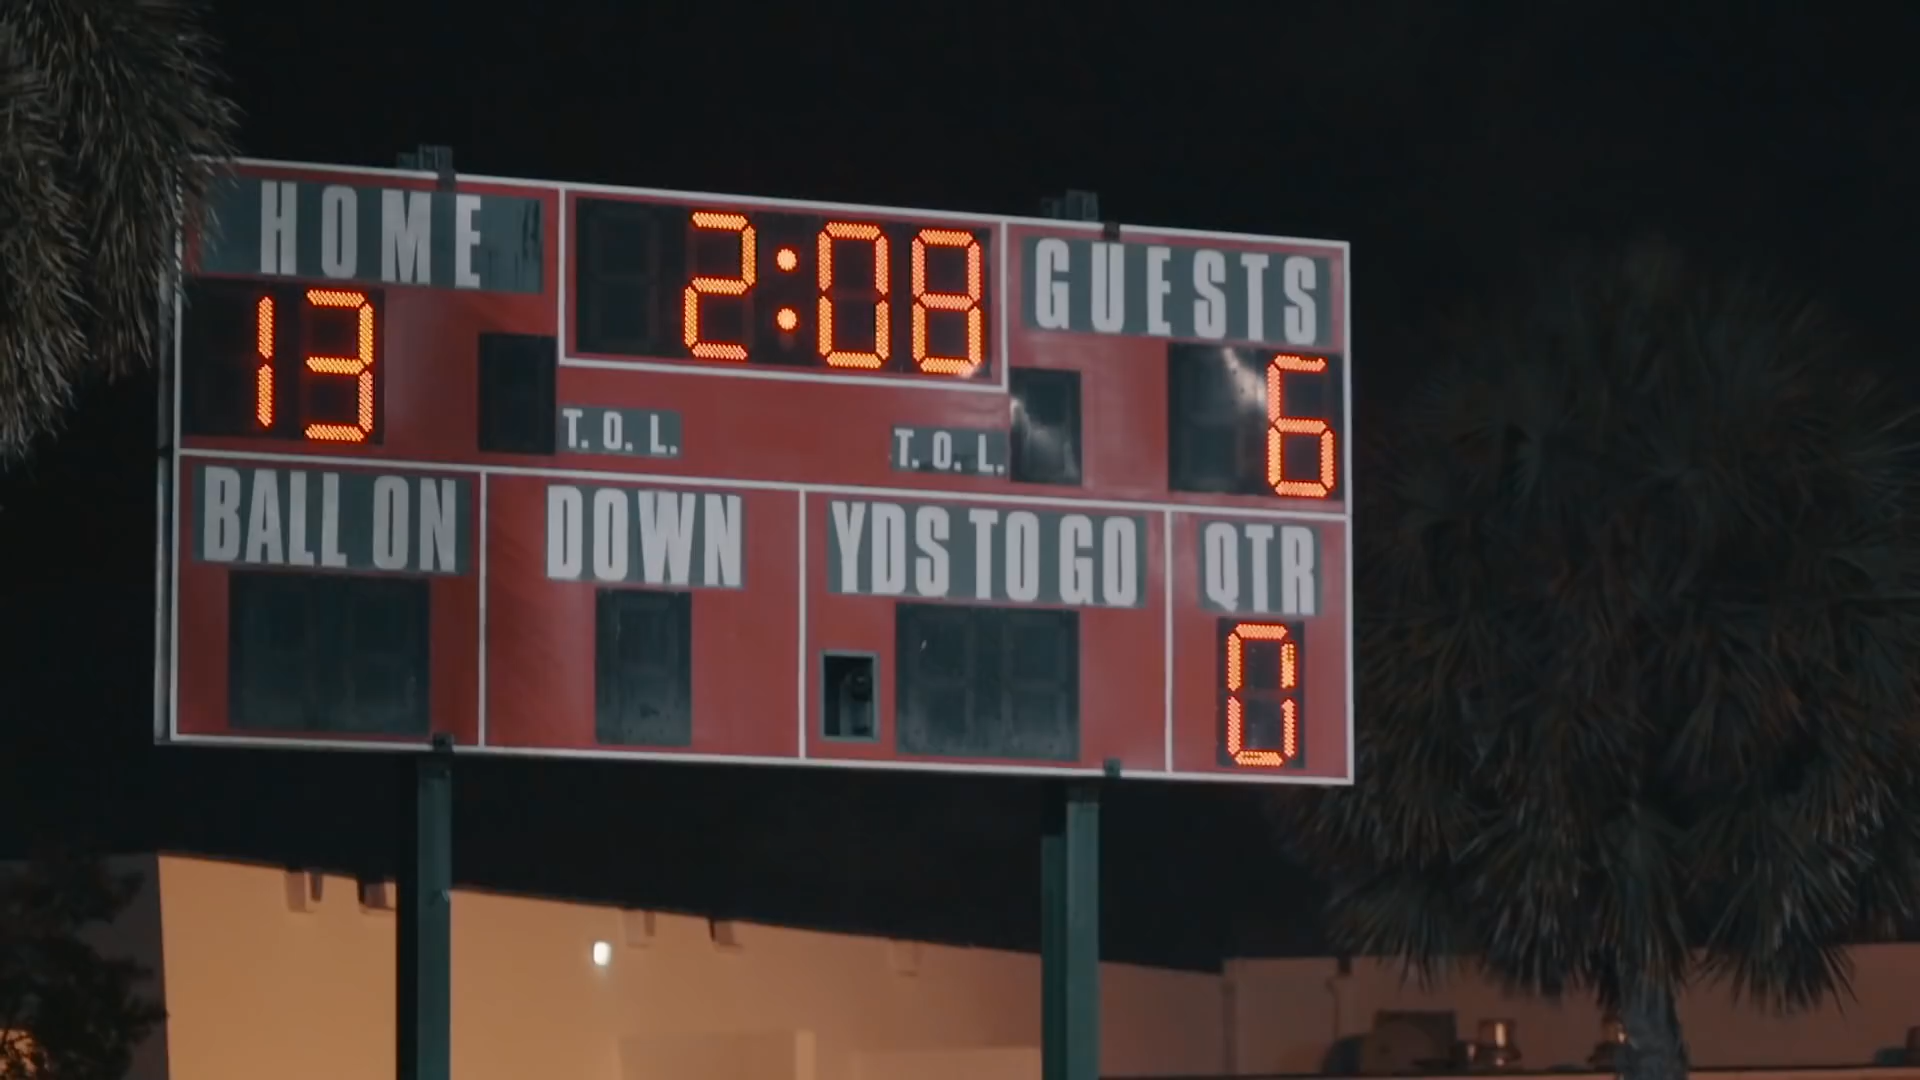 HOME
2:08
GUESTS
13
6
T. O. L.
T. O. L.
BALL ON
DOWN
YDS TO GO
QTR
0